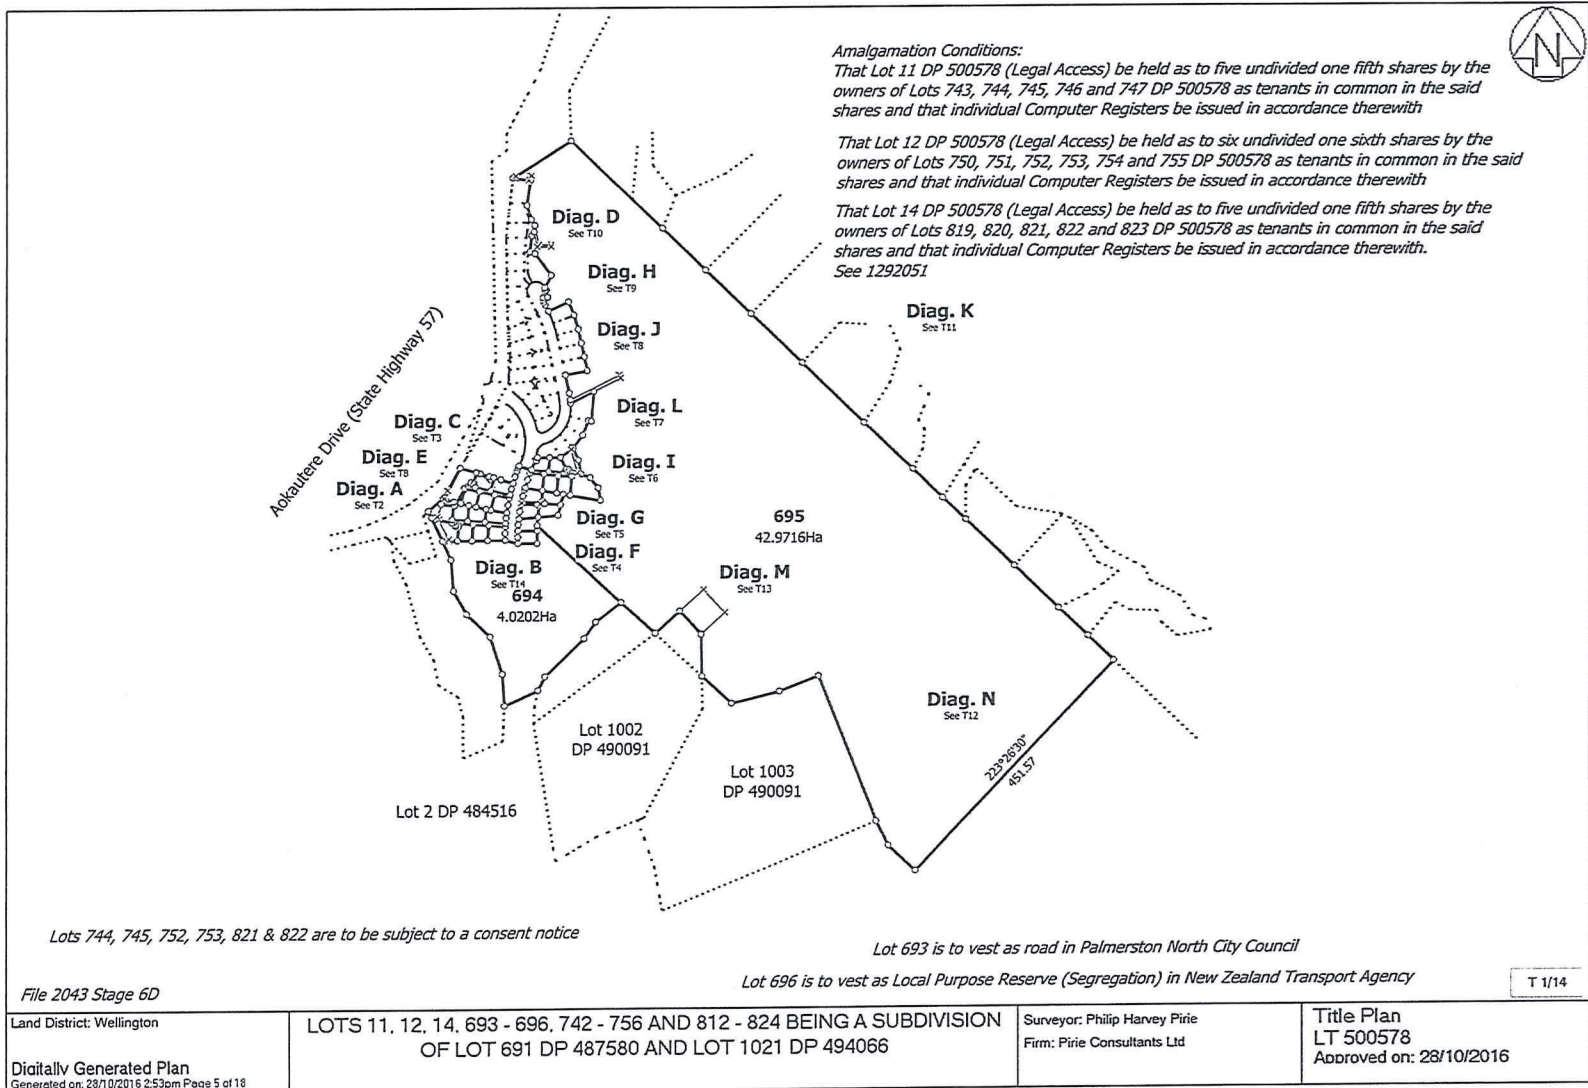 N
Amalgamation Conditions:
That Lot 11 DP 500578 (Legal Access) be held as to five undivided one fifth shares by the
owners of Lots 743, 744, 745, 746 and 747 DP 500578 as tenants in common in the said
shares and that individual Computer Registers be issued in accordance therewith
That Lot 12 DP 500578 (Legal Access) be held as to six undivided one sixth shares by the
owners of Lots 750, 751, 752, 753, 754 and 755 DP 500578 as tenants in common in the said
shares and that individual Computer Registers be issued in accordance therewith
That Lot 14 DP 500578 (Legal Access) be held as to five undivided one fifth shares by the
owners of Lots 819, 820, 821, 822 and 823 DP 500578 as tenants in common in the said
shares and that individual Computer Registers be issued in accordance therewith.
See 1292051
Diag. D
See T10
Diag. H
See T9
Diag. K
See T11
Diag. J
See T8
Aokautere Drive (State Highway 57)
Diag. L
See T7
Diag. C
See T3
Diag. E
See T8
Diag. I
See T6
Diag. A
See T2
Diag. G
See T5
695
42.9716Ha
Diag. F
See T4
Diag. B
See T14
694
4.0202Ha
Diag. M
See T13
Diag. N
See T12
223°26'30"
451.57
Lot 1002
DP 490091
Lot 1003
DP 490091
Lot 2 DP 484516
Lots 744, 745, 752, 753, 821 & 822 are to be subject to a consent notice
Lot 693 is to vest as road in Palmerston North City Council
Lot 696 is to vest as Local Purpose Reserve (Segregation) in New Zealand Transport Agency
T 1/14
File 2043 Stage 6D
Land District: Wellington
Digitally Generated Plan
Generated on: 28/10/2016 2:53pm Page 5 of 18
LOTS 11, 12, 14, 693 - 696, 742 - 756 AND 812 - 824 BEING A SUBDIVISION
OF LOT 691 DP 487580 AND LOT 1021 DP 494066
Surveyor: Philip Harvey Pirie
Firm: Pirie Consultants Ltd
Title Plan
LT 500578
Approved on: 28/10/2016